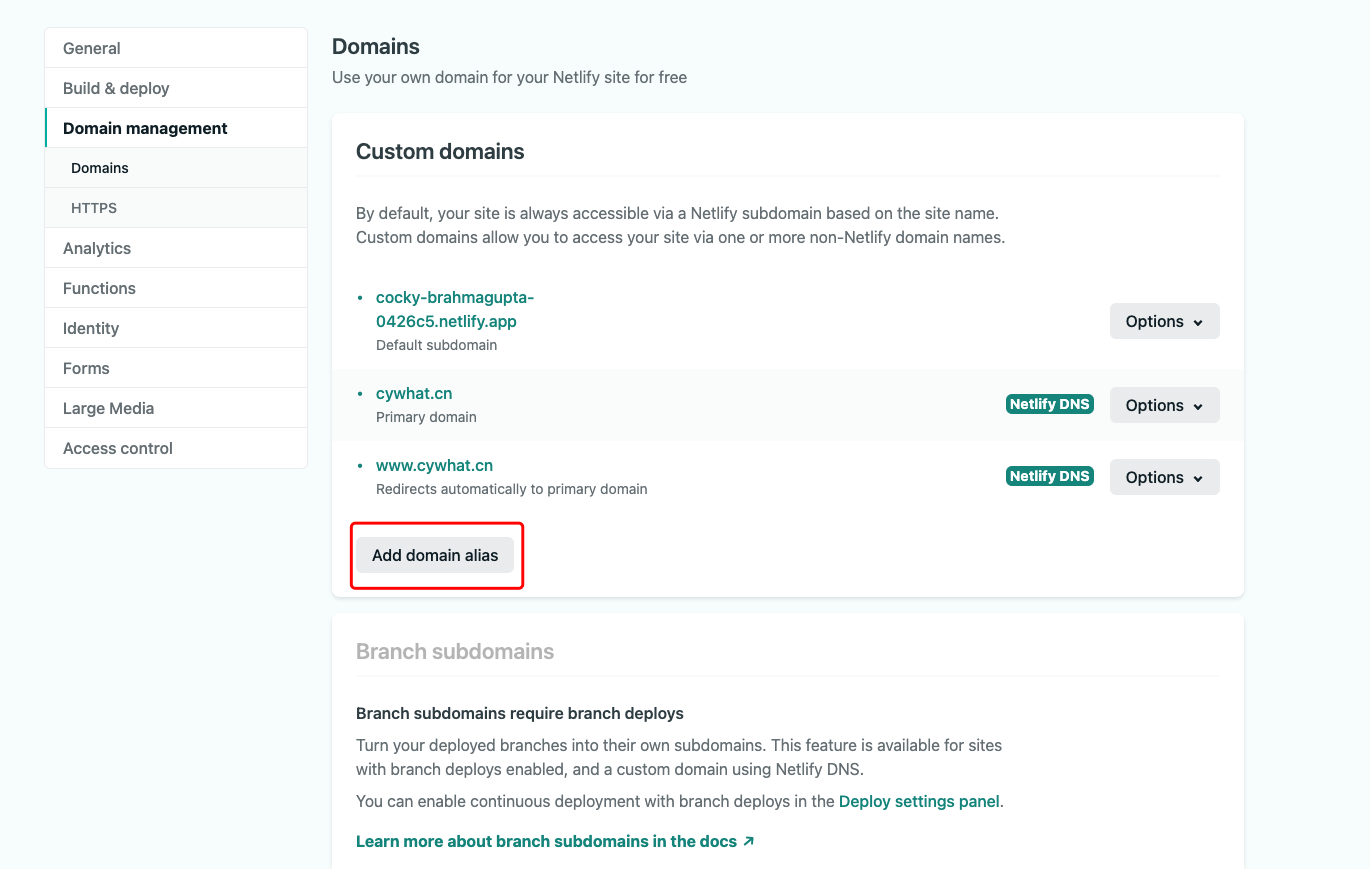 General
Build & deploy
Domain management
Domains
HTTPS
Analytics
Functions
Identity
Forms
Large Media
Access control
Domains
Use your own domain for your Netlify site for free
Custom domains
By default, your site is always accessible via a Netlify subdomain based on the site name.
Custom domains allow you to access your site via one or more non-Netlify domain names.
• cocky-brahmagupta-
0426c5.netlify.app
Default subdomain
Options
• cywhat.cn
Primary domain
Netlify DNS
Options
• www.cywhat.cn
Redirects automatically to primary domain
Netlify DNS
Options
Add domain alias
Branch subdomains
Branch subdomains require branch deploys
Turn your deployed branches into their own subdomains. This feature is available for sites
with branch deploys enabled, and a custom domain using Netlify DNS.
You can enable continuous deployment with branch deploys in the Deploy settings panel.
Learn more about branch subdomains in the docs ↗